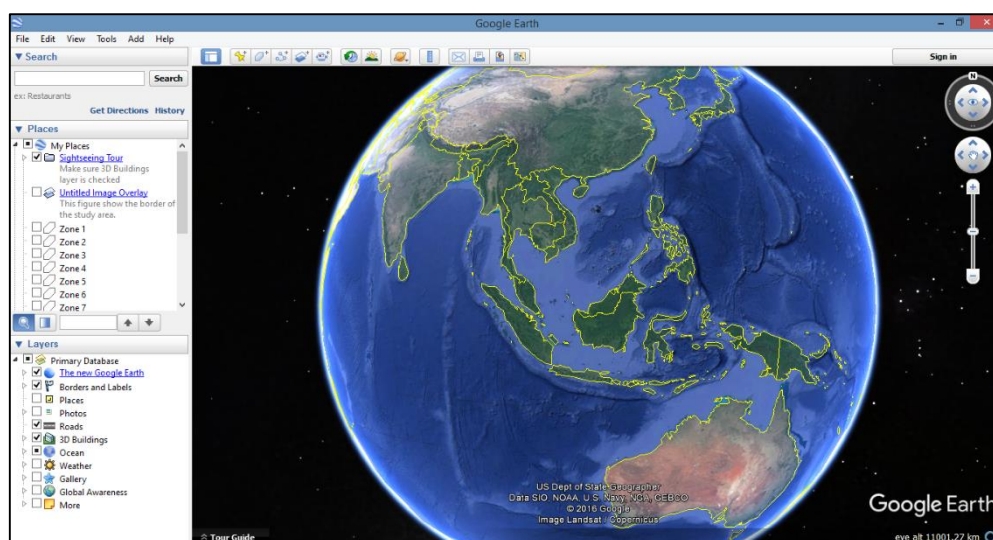 Google Earth
File Edit View Tools Add Help
Search
Search
ex: Restaurants
Get Directions History
Places
My Places
Sightseeing Tour
Make sure 3D Buildings
layer is checked
Untitled Image Overlay
This figure show the border of
the study area.
Zone 1
Zone 2
Zone 3
Zone 4
Zone 5
Zone 6
Zone 7
Layers
Primary Database
The new Google Earth
Borders and Labels
Places
Photos
Roads
3D Buildings
Ocean
Weather
Gallery
Global Awareness
More
Sign in
N
US Dept of State Geographer
Data SIO, NOAA, U.S. Navy, NGA, GEBCO
© 2016 Google
Image Landsat / Copernicus
Google Earth
Tour Guide
eye alt 11001.27 km